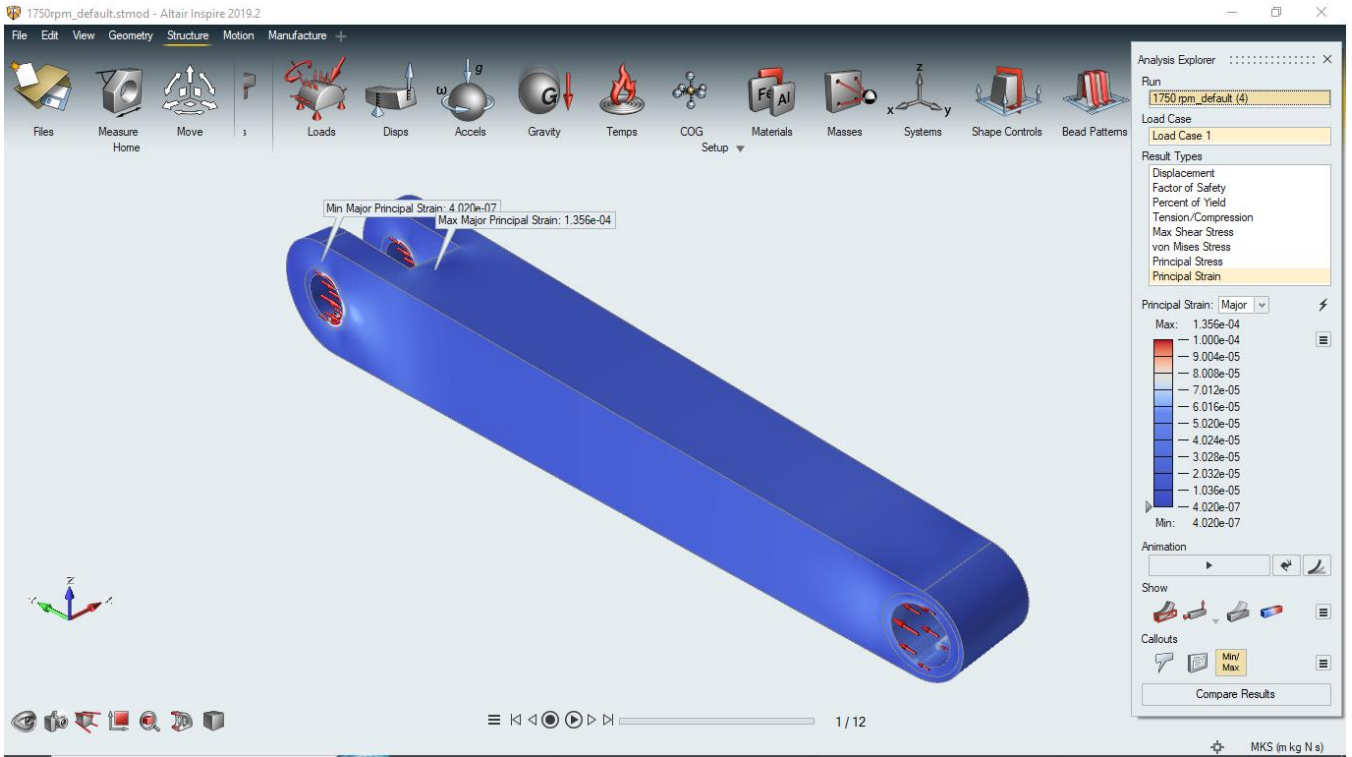 1750rpm_default.stmod - Altair Inspire 2019.2
File Edit View Geometry Structure Motion Manufacture +
Files Measure Move s Loads Disps Accels Gravity Temps COG Materials Masses Systems Shape Controls Bead Patterns
Home Setup
ω g G Fe Al z x y
Min Major Principal Strain: 4.020e-07
Max Major Principal Strain: 1.356e-04
Analysis Explorer
Run
1750 rpm_default (4)
Load Case
Load Case 1
Result Types
Displacement
Factor of Safety
Percent of Yield
Tension/Compression
Max Shear Stress
von Mises Stress
Principal Stress
Principal Strain
Principal Strain: Major
Max: 1.356e-04
1.000e-04
9.004e-05
8.008e-05
7.012e-05
6.016e-05
5.020e-05
4.024e-05
3.028e-05
2.032e-05
1.036e-05
4.020e-07
Min: 4.020e-07
Animation
Show
Callouts
Min/
Max
Compare Results
Z
1 / 12
MKS (m kg N s)